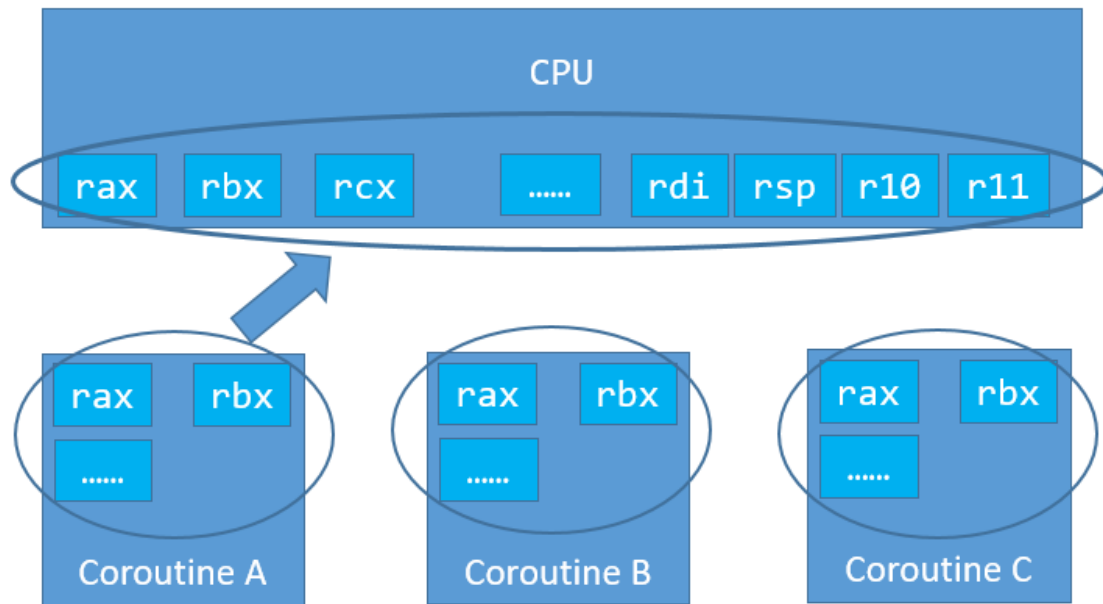 CPU
rax rbx rcx …… rdi rsp r10 r11
rax rbx
……
Coroutine A
rax rbx
……
Coroutine B
rax rbx
……
Coroutine C